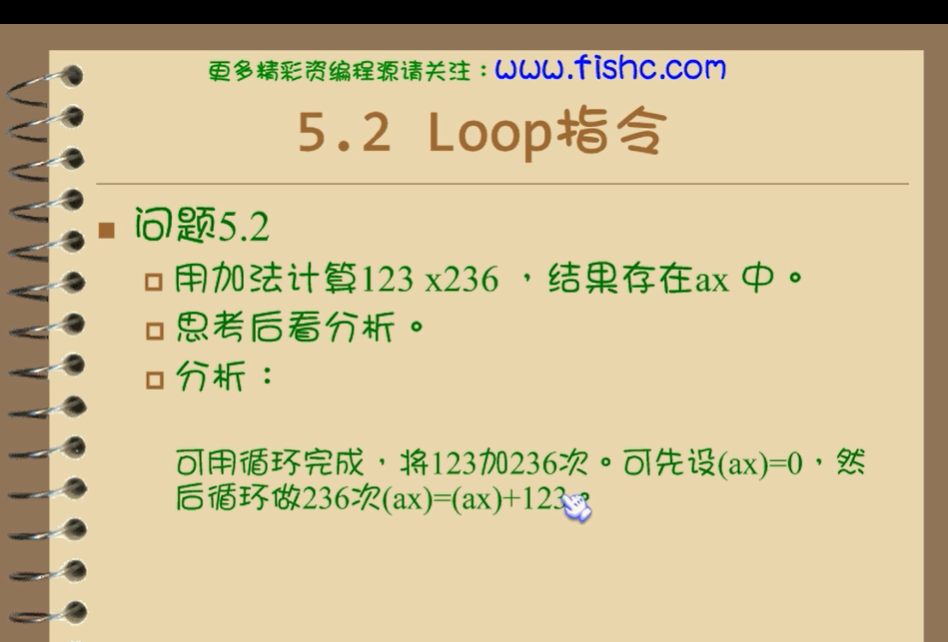 更多精彩资编程源请关注：www.fishc.com
5.2 Loop指令
问题5.2
用加法计算123 x236 ，结果存在ax 中。
思考后看分析。
分析：
可用循环完成，将123加236次。可先设(ax)=0，然
后循环做236次(ax)=(ax)+123。